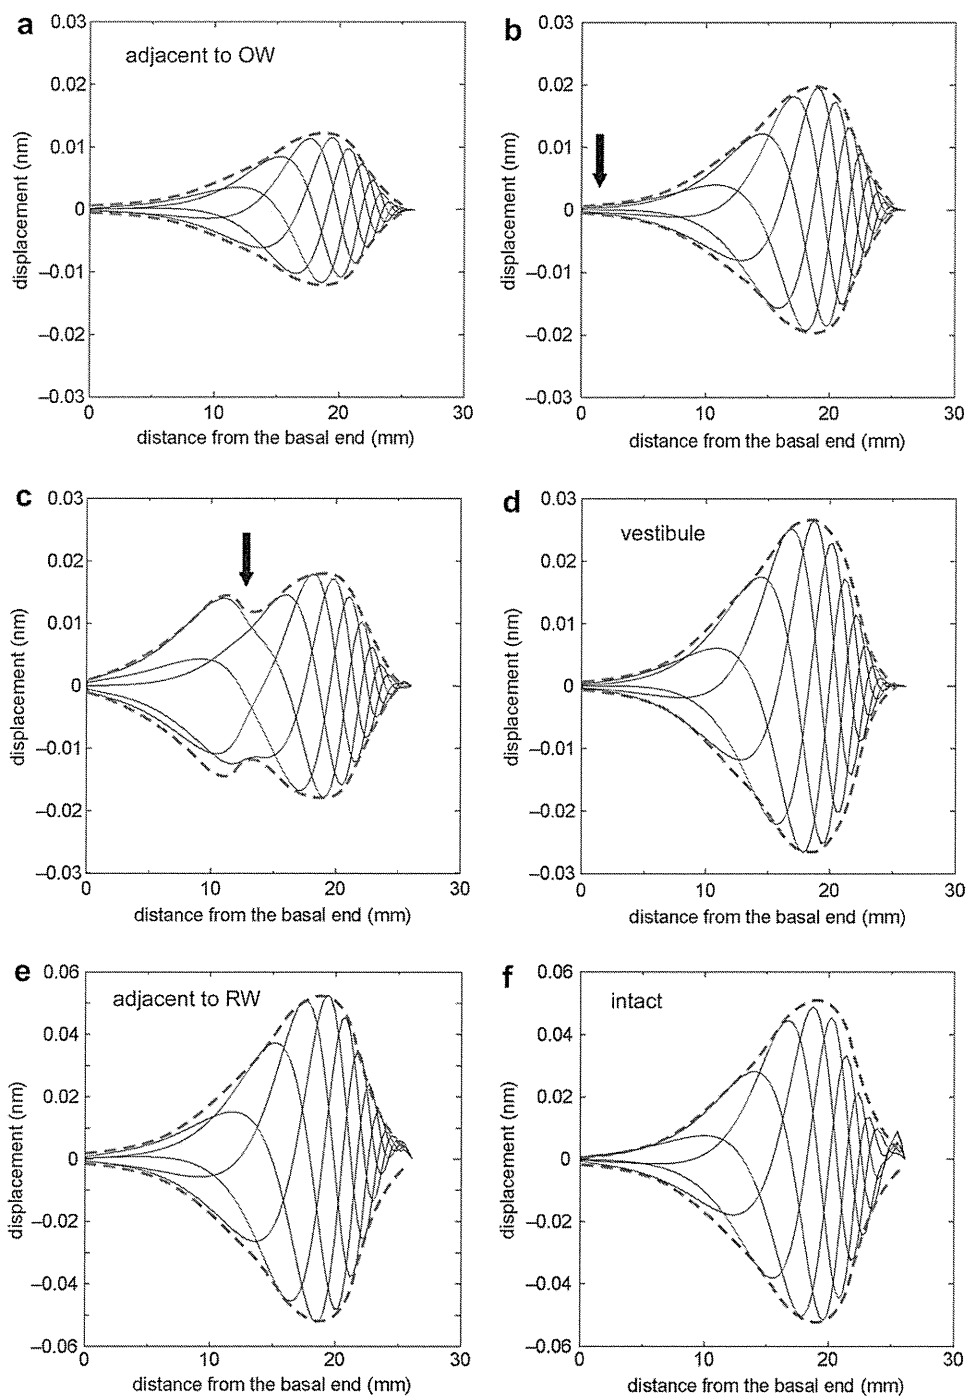 a
adjacent to OW
displacement (nm)
0.03
0.02
0.01
0
–0.01
–0.02
–0.03
0 10 20 30
distance from the basal end (mm)
b
displacement (nm)
0.03
0.02
0.01
0
–0.01
–0.02
–0.03
0 10 20 30
distance from the basal end (mm)
c
displacement (nm)
0.03
0.02
0.01
0
–0.01
–0.02
–0.03
0 10 20 30
distance from the basal end (mm)
d
vestibule
displacement (nm)
0.03
0.02
0.01
0
–0.01
–0.02
–0.03
0 10 20 30
distance from the basal end (mm)
e
adjacent to RW
displacement (nm)
0.06
0.04
0.02
0
–0.02
–0.04
–0.06
0 10 20 30
distance from the basal end (mm)
f
intact
displacement (nm)
0.06
0.04
0.02
0
–0.02
–0.04
–0.06
0 10 20 30
distance from the basal end (mm)